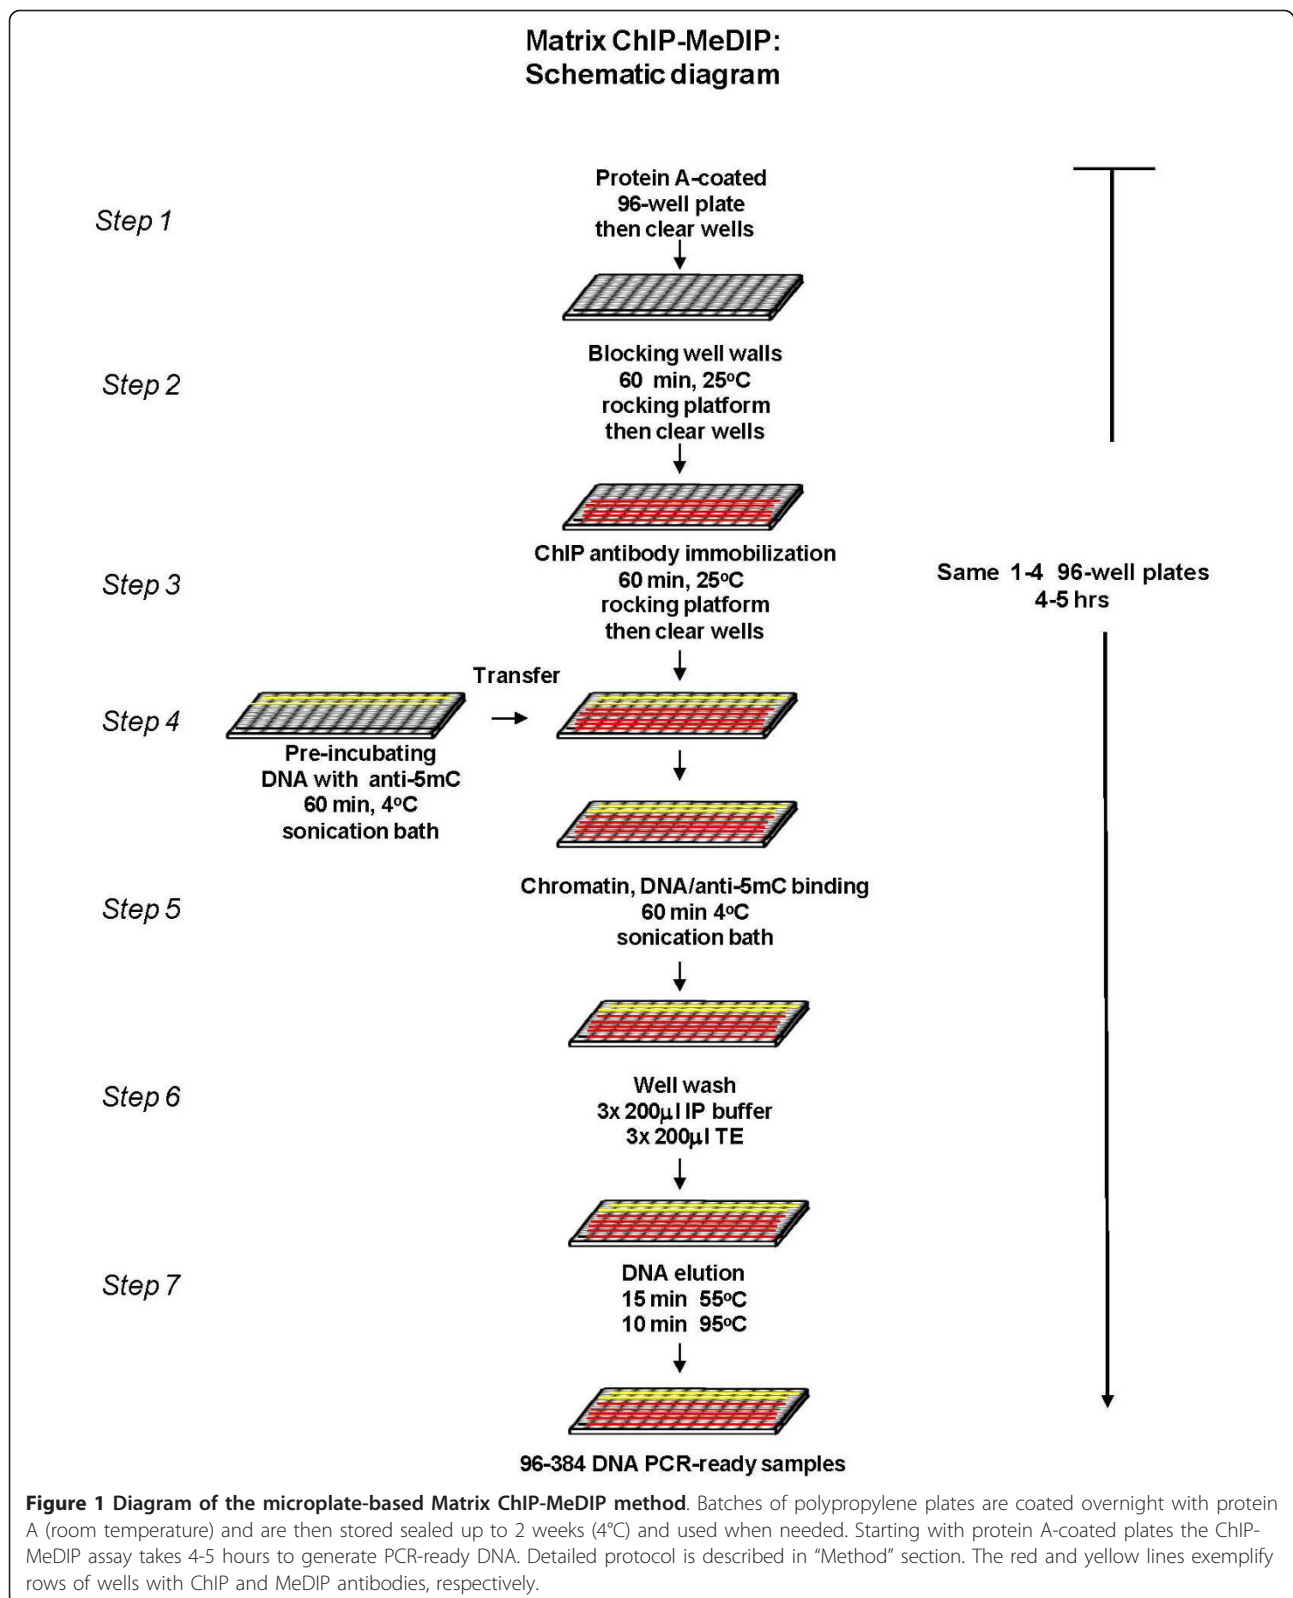 Matrix ChIP-MeDIP:
Schematic diagram
Step 1
Protein A-coated
96-well plate
then clear wells
Step 2
Blocking well walls
60 min, 25ºC
rocking platform
then clear wells
Step 3
ChIP antibody immobilization
60 min, 25ºC
rocking platform
then clear wells
Same 1-4 96-well plates
4-5 hrs
Step 4
Transfer
Pre-incubating
DNA with anti-5mC
60 min, 4ºC
sonication bath
Step 5
Chromatin, DNA/anti-5mC binding
60 min 4ºC
sonication bath
Step 6
Well wash
3x 200µl IP buffer
3x 200µl TE
Step 7
DNA elution
15 min 55ºC
10 min 95ºC
96-384 DNA PCR-ready samples
Figure 1 Diagram of the microplate-based Matrix ChIP-MeDIP method. Batches of polypropylene plates are coated overnight with protein
A (room temperature) and are then stored sealed up to 2 weeks (4°C) and used when needed. Starting with protein A-coated plates the ChIP-
MeDIP assay takes 4-5 hours to generate PCR-ready DNA. Detailed protocol is described in “Method” section. The red and yellow lines exemplify
rows of wells with ChIP and MeDIP antibodies, respectively.